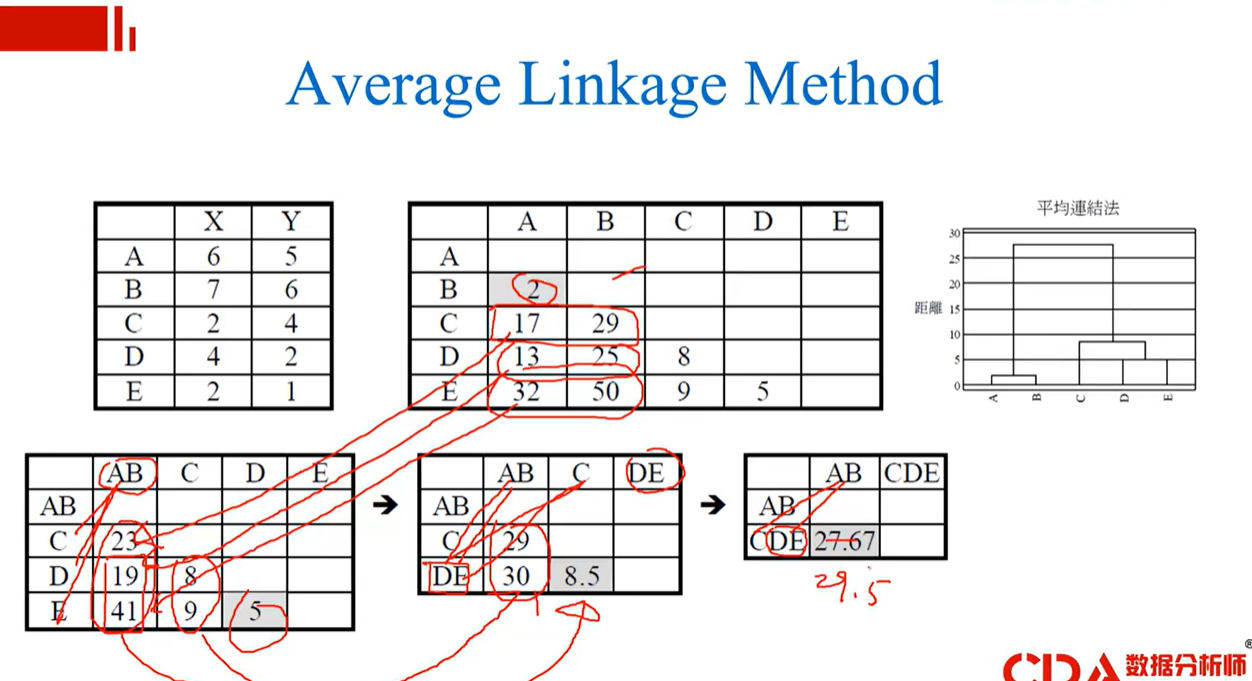 Average Linkage Method
X Y
A 6 5
B 7 6
C 2 4
D 4 2
E 2 1
A B C D E
A
B 2
C 17 29
D 13 25 8
E 32 50 9 5
平均連結法
30
25
20
距離 15
10
5
0
A B C D E
AB C D E
AB
C 23
D 19 8
E 41 9 5
➔
AB C DE
AB
C 29
DE 30 8.5
➔
AB CDE
AB
CDE 27.67
29.5
CDA 数据分析师 ®